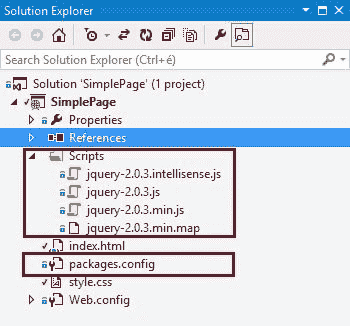 Solution Explorer
Search Solution Explorer (Ctrl+é)
Solution 'SimplePage' (1 project)
SimplePage
Properties
References
Scripts
jquery-2.0.3.intellisense.js
jquery-2.0.3.js
jquery-2.0.3.min.js
jquery-2.0.3.min.map
index.html
packages.config
style.css
Web.config